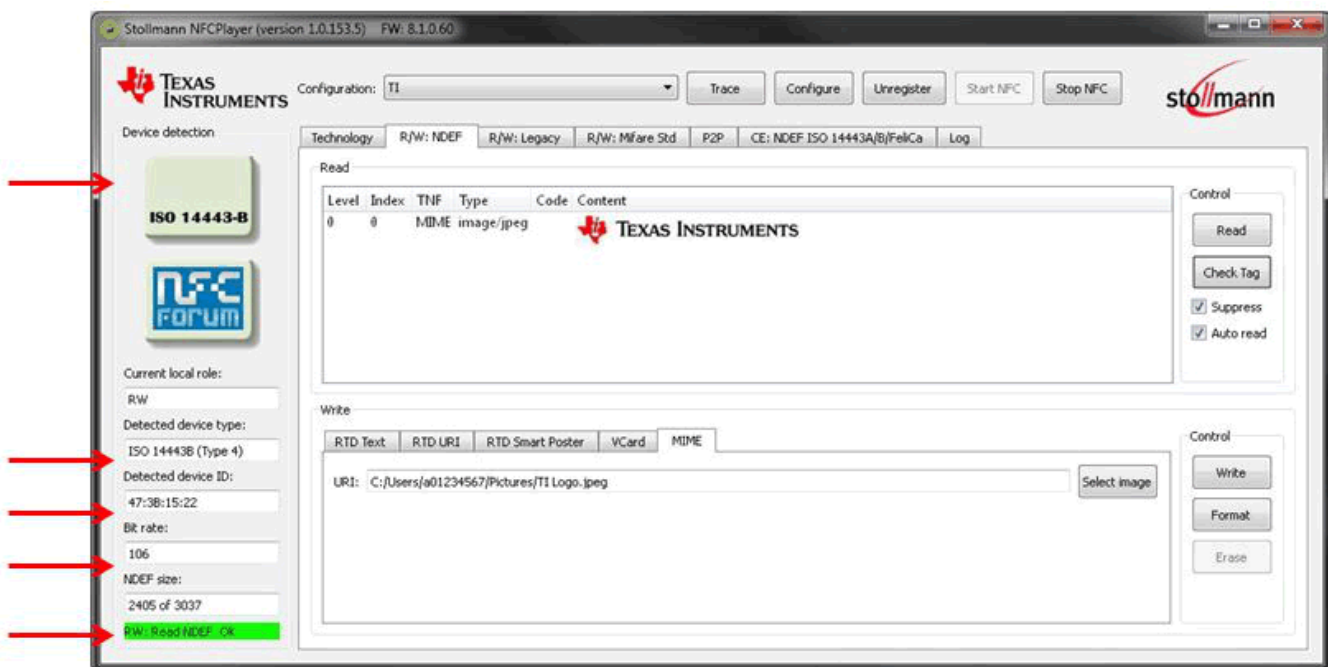 Stollmann NFCPlayer (version 1.0.153.5) FW: 8.1.0.60
TEXAS INSTRUMENTS
Configuration: TI
Trace
Configure
Unregister
Start NFC
Stop NFC
stollmann
Device detection
ISO 14443-B
NFC
FORUM
Current local role:
RW
Detected device type:
ISO 14443B (Type 4)
Detected device ID:
47:3B:15:22
Bit rate:
106
NDEF size:
2405 of 3037
RW: Read NDEF OK
Technology R/W: NDEF R/W: Legacy R/W: Mifare Std P2P CE: NDEF ISO 14443A/B/FeliCa Log
Read
Level Index TNF Type Code Content
0 0 MIME image/jpeg TEXAS INSTRUMENTS
Control
Read
Check Tag
Suppress
Auto read
Write
RTD Text RTD URI RTD Smart Poster VCard MIME
URI: C:/Users/a01234567/Pictures/TI Logo.jpeg Select image
Control
Write
Format
Erase